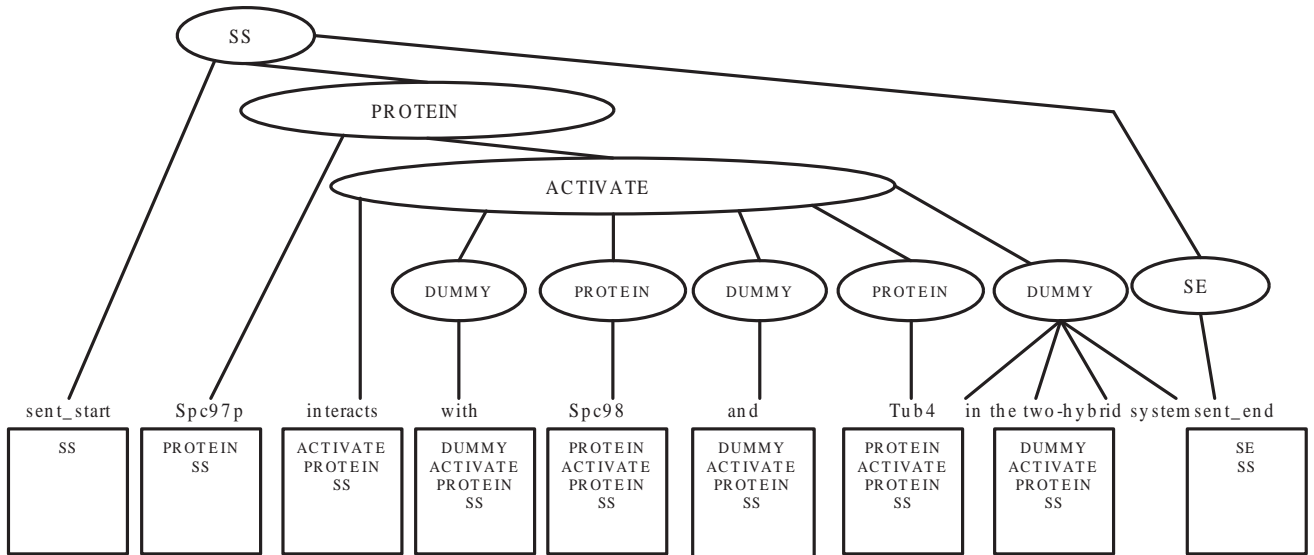 SS
PROTEIN
ACTIVATE
DUMMY PROTEIN DUMMY PROTEIN DUMMY SE
sent_start Spc97p interacts with Spc98 and Tub4 in the two-hybrid system sent_end
SS PROTEIN ACTIVATE DUMMY PROTEIN DUMMY PROTEIN DUMMY SE
SS PROTEIN ACTIVATE ACTIVATE ACTIVATE ACTIVATE ACTIVATE SS
SS PROTEIN PROTEIN PROTEIN PROTEIN PROTEIN
SS SS SS SS SS